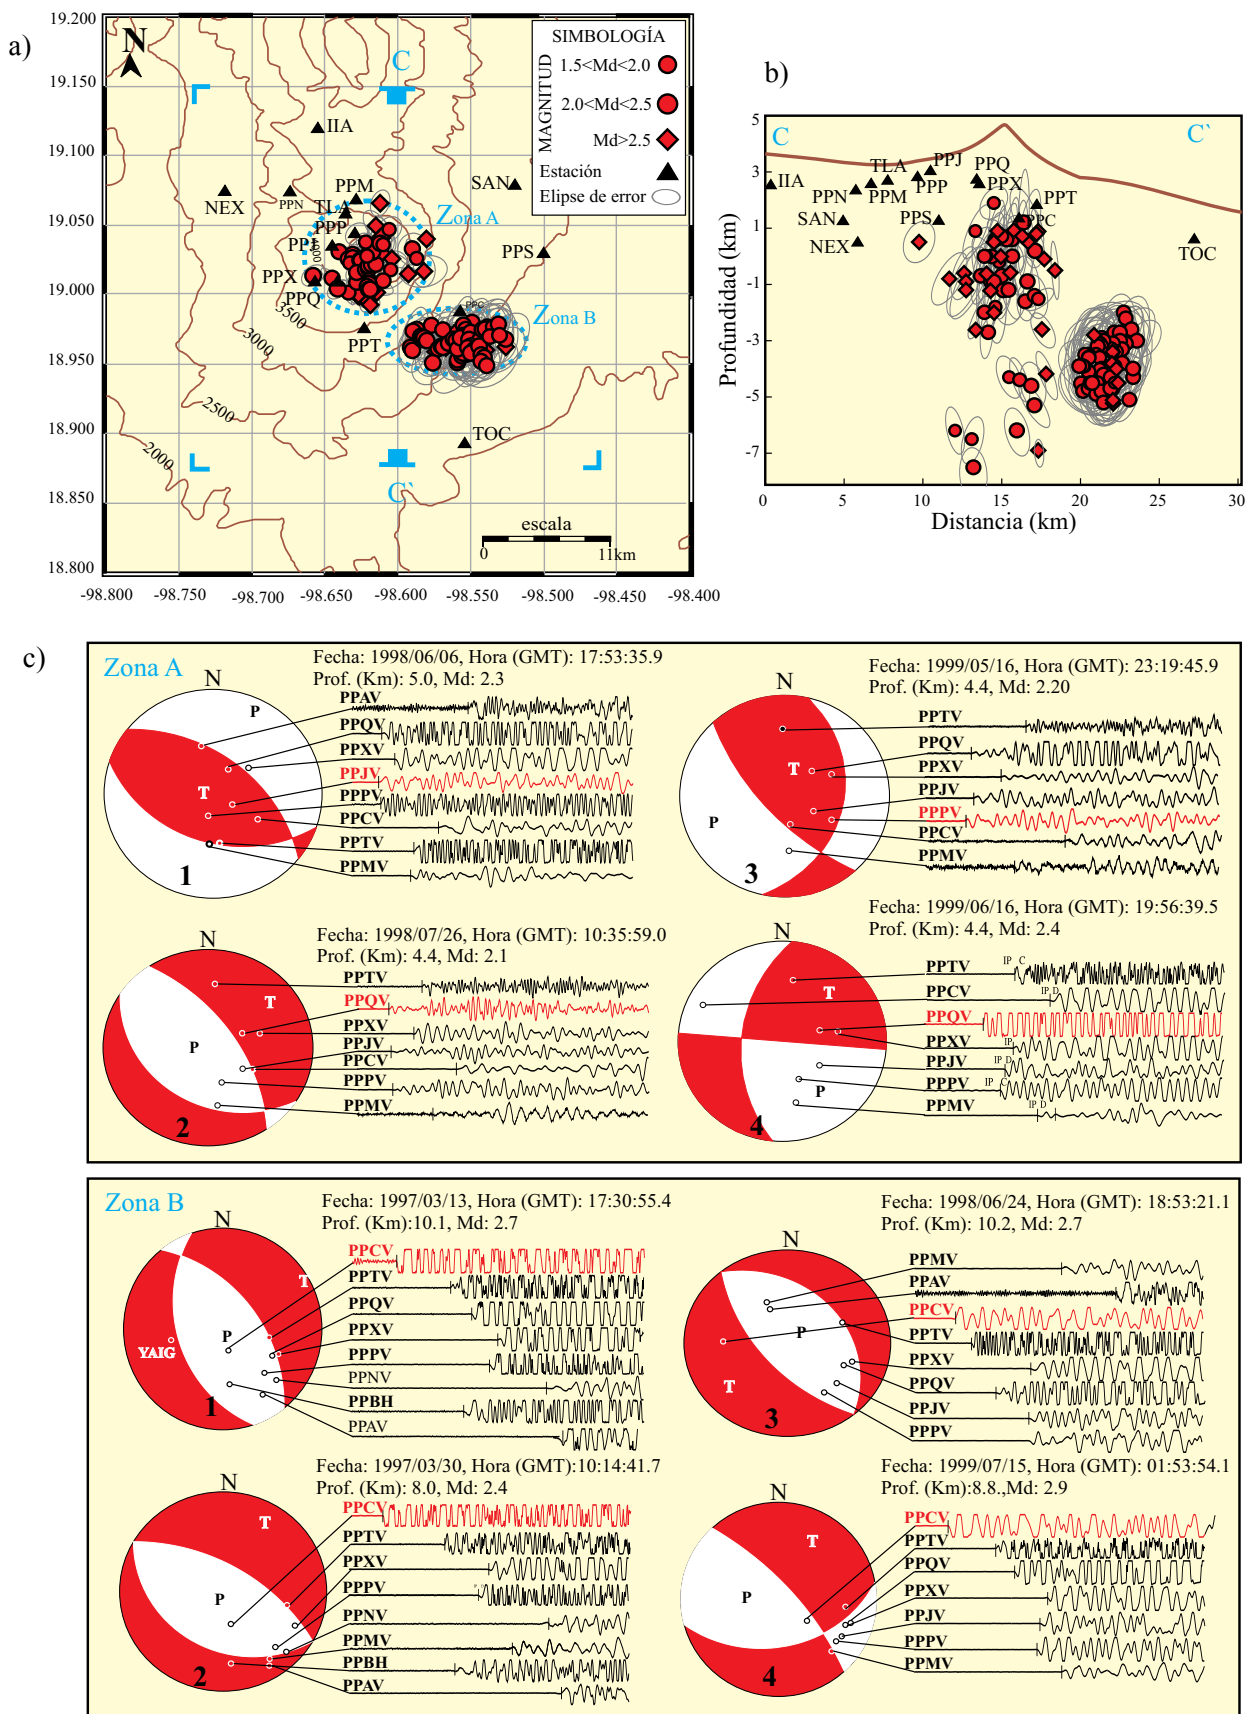 a)
19.200
19.150
19.100
19.050
19.000
18.950
18.900
18.850
18.800
-98.800
-98.750
-98.700
-98.650
-98.600
-98.550
-98.500
-98.450
-98.400
N
C
C`
SIMBOLOGÍA
MAGNITUD
1.5<Md<2.0
2.0<Md<2.5
Md>2.5
Estación
Elipse de error
IIA
NEX
PPN
PPM
TLA
PPP
PPJ
PPX
PPQ
PPT
SAN
PPS
PPC
TOC
Zona A
Zona B
4000
3500
3000
2500
2000
escala
0
11km
b)
5
3
1
-1
-3
-5
-7
Profundidad (km)
C
C`
IIA
PPN
TLA
PPM
PPJ
PPP
PPQ
PPX
PPT
PPC
PPS
SAN
NEX
TOC
0
5
10
15
20
25
30
Distancia (km)
c)
Zona A
Fecha: 1998/06/06, Hora (GMT): 17:53:35.9
Prof. (Km): 5.0, Md: 2.3
N
P
T
1
PPAV
PPQV
PPXV
PPJV
PPPV
PPCV
PPTV
PPMV
Fecha: 1999/05/16, Hora (GMT): 23:19:45.9
Prof. (Km): 4.4, Md: 2.20
N
T
P
3
PPTV
PPQV
PPXV
PPJV
PPPV
PPCV
PPMV
Fecha: 1998/07/26, Hora (GMT): 10:35:59.0
Prof. (Km): 4.4, Md: 2.1
N
T
P
2
PPTV
PPQV
PPXV
PPJV
PPCV
PPPV
PPMV
Fecha: 1999/06/16, Hora (GMT): 19:56:39.5
Prof. (Km): 4.4, Md: 2.4
N
T
P
4
PPTV
IP C
PPCV
IP D
PPQV
PPXV
IP
PPJV
IP D
PPPV
IP C
PPMV
IP D
Zona B
Fecha: 1997/03/13, Hora (GMT): 17:30:55.4
Prof. (Km):10.1, Md: 2.7
N
T
P
YAIG
1
PPCV
PPTV
PPQV
PPXV
PPPV
PPNV
PPBH
PPAV
Fecha: 1998/06/24, Hora (GMT): 18:53:21.1
Prof. (Km): 10.2, Md: 2.7
N
P
T
3
PPMV
PPAV
PPCV
PPTV
PPXV
PPQV
PPJV
PPPV
Fecha: 1997/03/30, Hora (GMT):10:14:41.7
Prof. (Km): 8.0, Md: 2.4
N
T
P
2
PPCV
PPTV
PPXV
PPPV
PPNV
PPMV
PPBH
PPAV
Fecha: 1999/07/15, Hora (GMT): 01:53:54.1
Prof. (Km):8.8.,Md: 2.9
N
T
P
4
PPCV
PPTV
PPQV
PPXV
PPJV
PPPV
PPMV